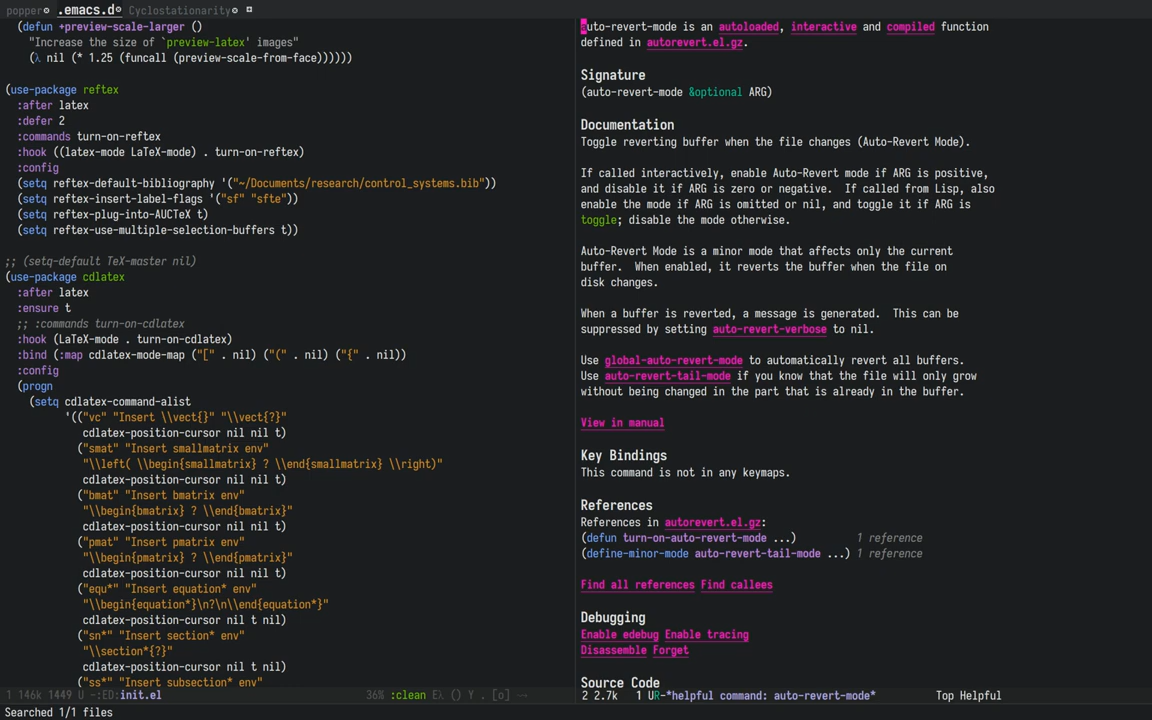 popper .emacs.d Cyclostationarity
(defun +preview-scale-larger ()
"Increase the size of `preview-latex' images"
(λ nil (* 1.25 (funcall (preview-scale-from-face))))))
(use-package reftex
:after latex
:defer 2
:commands turn-on-reftex
:hook ((latex-mode LaTeX-mode) . turn-on-reftex)
:config
(setq reftex-default-bibliography '("~/Documents/research/control_systems.bib"))
(setq reftex-insert-label-flags '("sf" "sfte"))
(setq reftex-plug-into-AUCTeX t)
(setq reftex-use-multiple-selection-buffers t))
;; (setq-default TeX-master nil)
(use-package cdlatex
:after latex
:ensure t
;; :commands turn-on-cdlatex
:hook (LaTeX-mode . turn-on-cdlatex)
:bind (:map cdlatex-mode-map ("[" . nil) ("(" . nil) ("{" . nil))
:config
(progn
(setq cdlatex-command-alist
'(("vc" "Insert \\vect{}" "\\vect{?}"
cdlatex-position-cursor nil nil t)
("smat" "Insert smallmatrix env"
"\\left( \\begin{smallmatrix} ? \\end{smallmatrix} \\right)"
cdlatex-position-cursor nil nil t)
("bmat" "Insert bmatrix env"
"\\begin{bmatrix} ? \\end{bmatrix}"
cdlatex-position-cursor nil nil t)
("pmat" "Insert pmatrix env"
"\\begin{pmatrix} ? \\end{pmatrix}"
cdlatex-position-cursor nil nil t)
("equ*" "Insert equation* env"
"\\begin{equation*}\n?\n\\end{equation*}"
cdlatex-position-cursor nil t nil)
("sn*" "Insert section* env"
"\\section*{?}"
cdlatex-position-cursor nil t nil)
("ss*" "Insert subsection* env"
1 146k 1449 U -:ED:init.el 36% :clean Eλ () Y . [o]
auto-revert-mode is an autoloaded, interactive and compiled function
defined in autorevert.el.gz.
Signature
(auto-revert-mode &optional ARG)
Documentation
Toggle reverting buffer when the file changes (Auto-Revert Mode).
If called interactively, enable Auto-Revert mode if ARG is positive,
and disable it if ARG is zero or negative. If called from Lisp, also
enable the mode if ARG is omitted or nil, and toggle it if ARG is
toggle; disable the mode otherwise.
Auto-Revert Mode is a minor mode that affects only the current
buffer. When enabled, it reverts the buffer when the file on
disk changes.
When a buffer is reverted, a message is generated. This can be
suppressed by setting auto-revert-verbose to nil.
Use global-auto-revert-mode to automatically revert all buffers.
Use auto-revert-tail-mode if you know that the file will only grow
without being changed in the part that is already in the buffer.
View in manual
Key Bindings
This command is not in any keymaps.
References
References in autorevert.el.gz:
(defun turn-on-auto-revert-mode ...) 1 reference
(define-minor-mode auto-revert-tail-mode ...) 1 reference
Find all references Find callees
Debugging
Enable edebug Enable tracing
Disassemble Forget
Source Code
2 2.7k 1 UR-*helpful command: auto-revert-mode* Top Helpful
Searched 1/1 files